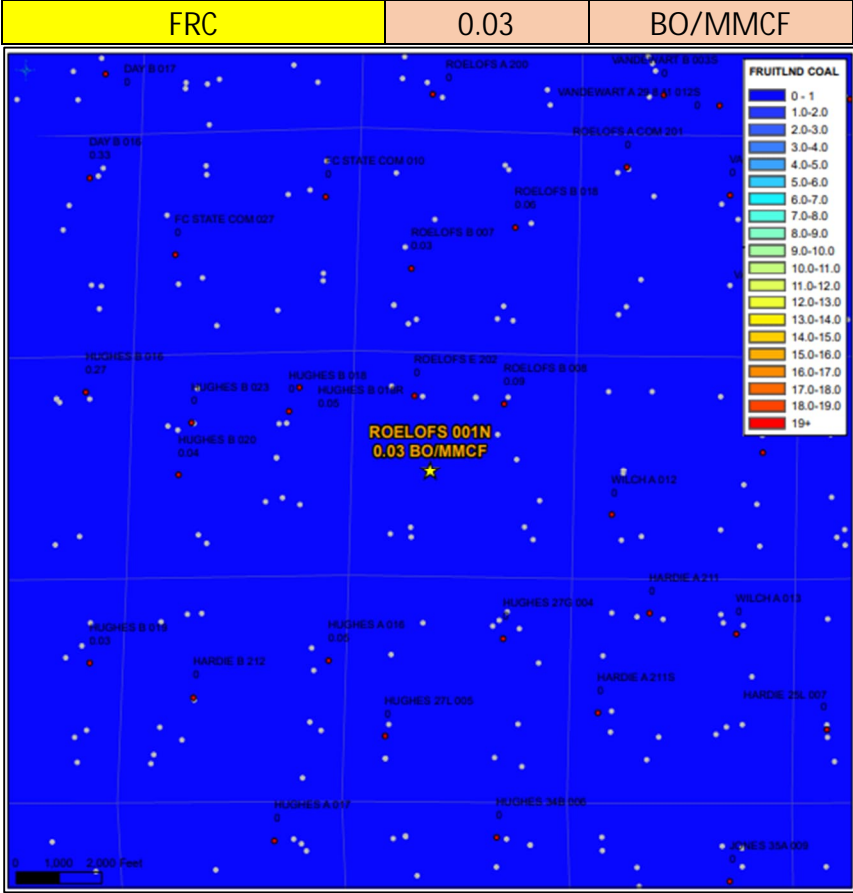 FRC 0.03 BO/MMCF
DAY B 017
0
ROELOFS A 200
0
VANDEWART B 003S
0
VANDEWART A 29 8 AI 012S
0
ROELOFS A COM 201
0
DAY B 016
0.33
FC STATE COM 010
0
VA
0
ROELOFS B 018
0.06
FC STATE COM 027
0
ROELOFS B 007
0.03
HUGHES B 016
0.27
ROELOFS E 202
0
ROELOFS B 006
0.09
HUGHES B 018
0
HUGHES B 023
0
HUGHES B 018R
0.05
ROELOFS 001N
0.03 BO/MMCF
HUGHES B 020
0.04
WILCH A 012
0
HARDIE A 211
0
HUGHES 27G 004
WILCH A 013
0
HUGHES B 019
0.03
HUGHES A 016
0.05
HARDIE B 212
0
HARDIE A 211S
0
HARDIE 25L 007
0
HUGHES 27L 005
0
HUGHES A 017
0
HUGHES 34B 006
0
JONES 35A 009
0
0 1,000 2,000 Feet
FRUITLND COAL
0 - 1
1.0-2.0
2.0-3.0
3.0-4.0
4.0-5.0
5.0-6.0
6.0-7.0
7.0-8.0
8.0-9.0
9.0-10.0
10.0-11.0
11.0-12.0
12.0-13.0
13.0-14.0
14.0-15.0
15.0-16.0
16.0-17.0
17.0-18.0
18.0-19.0
19+